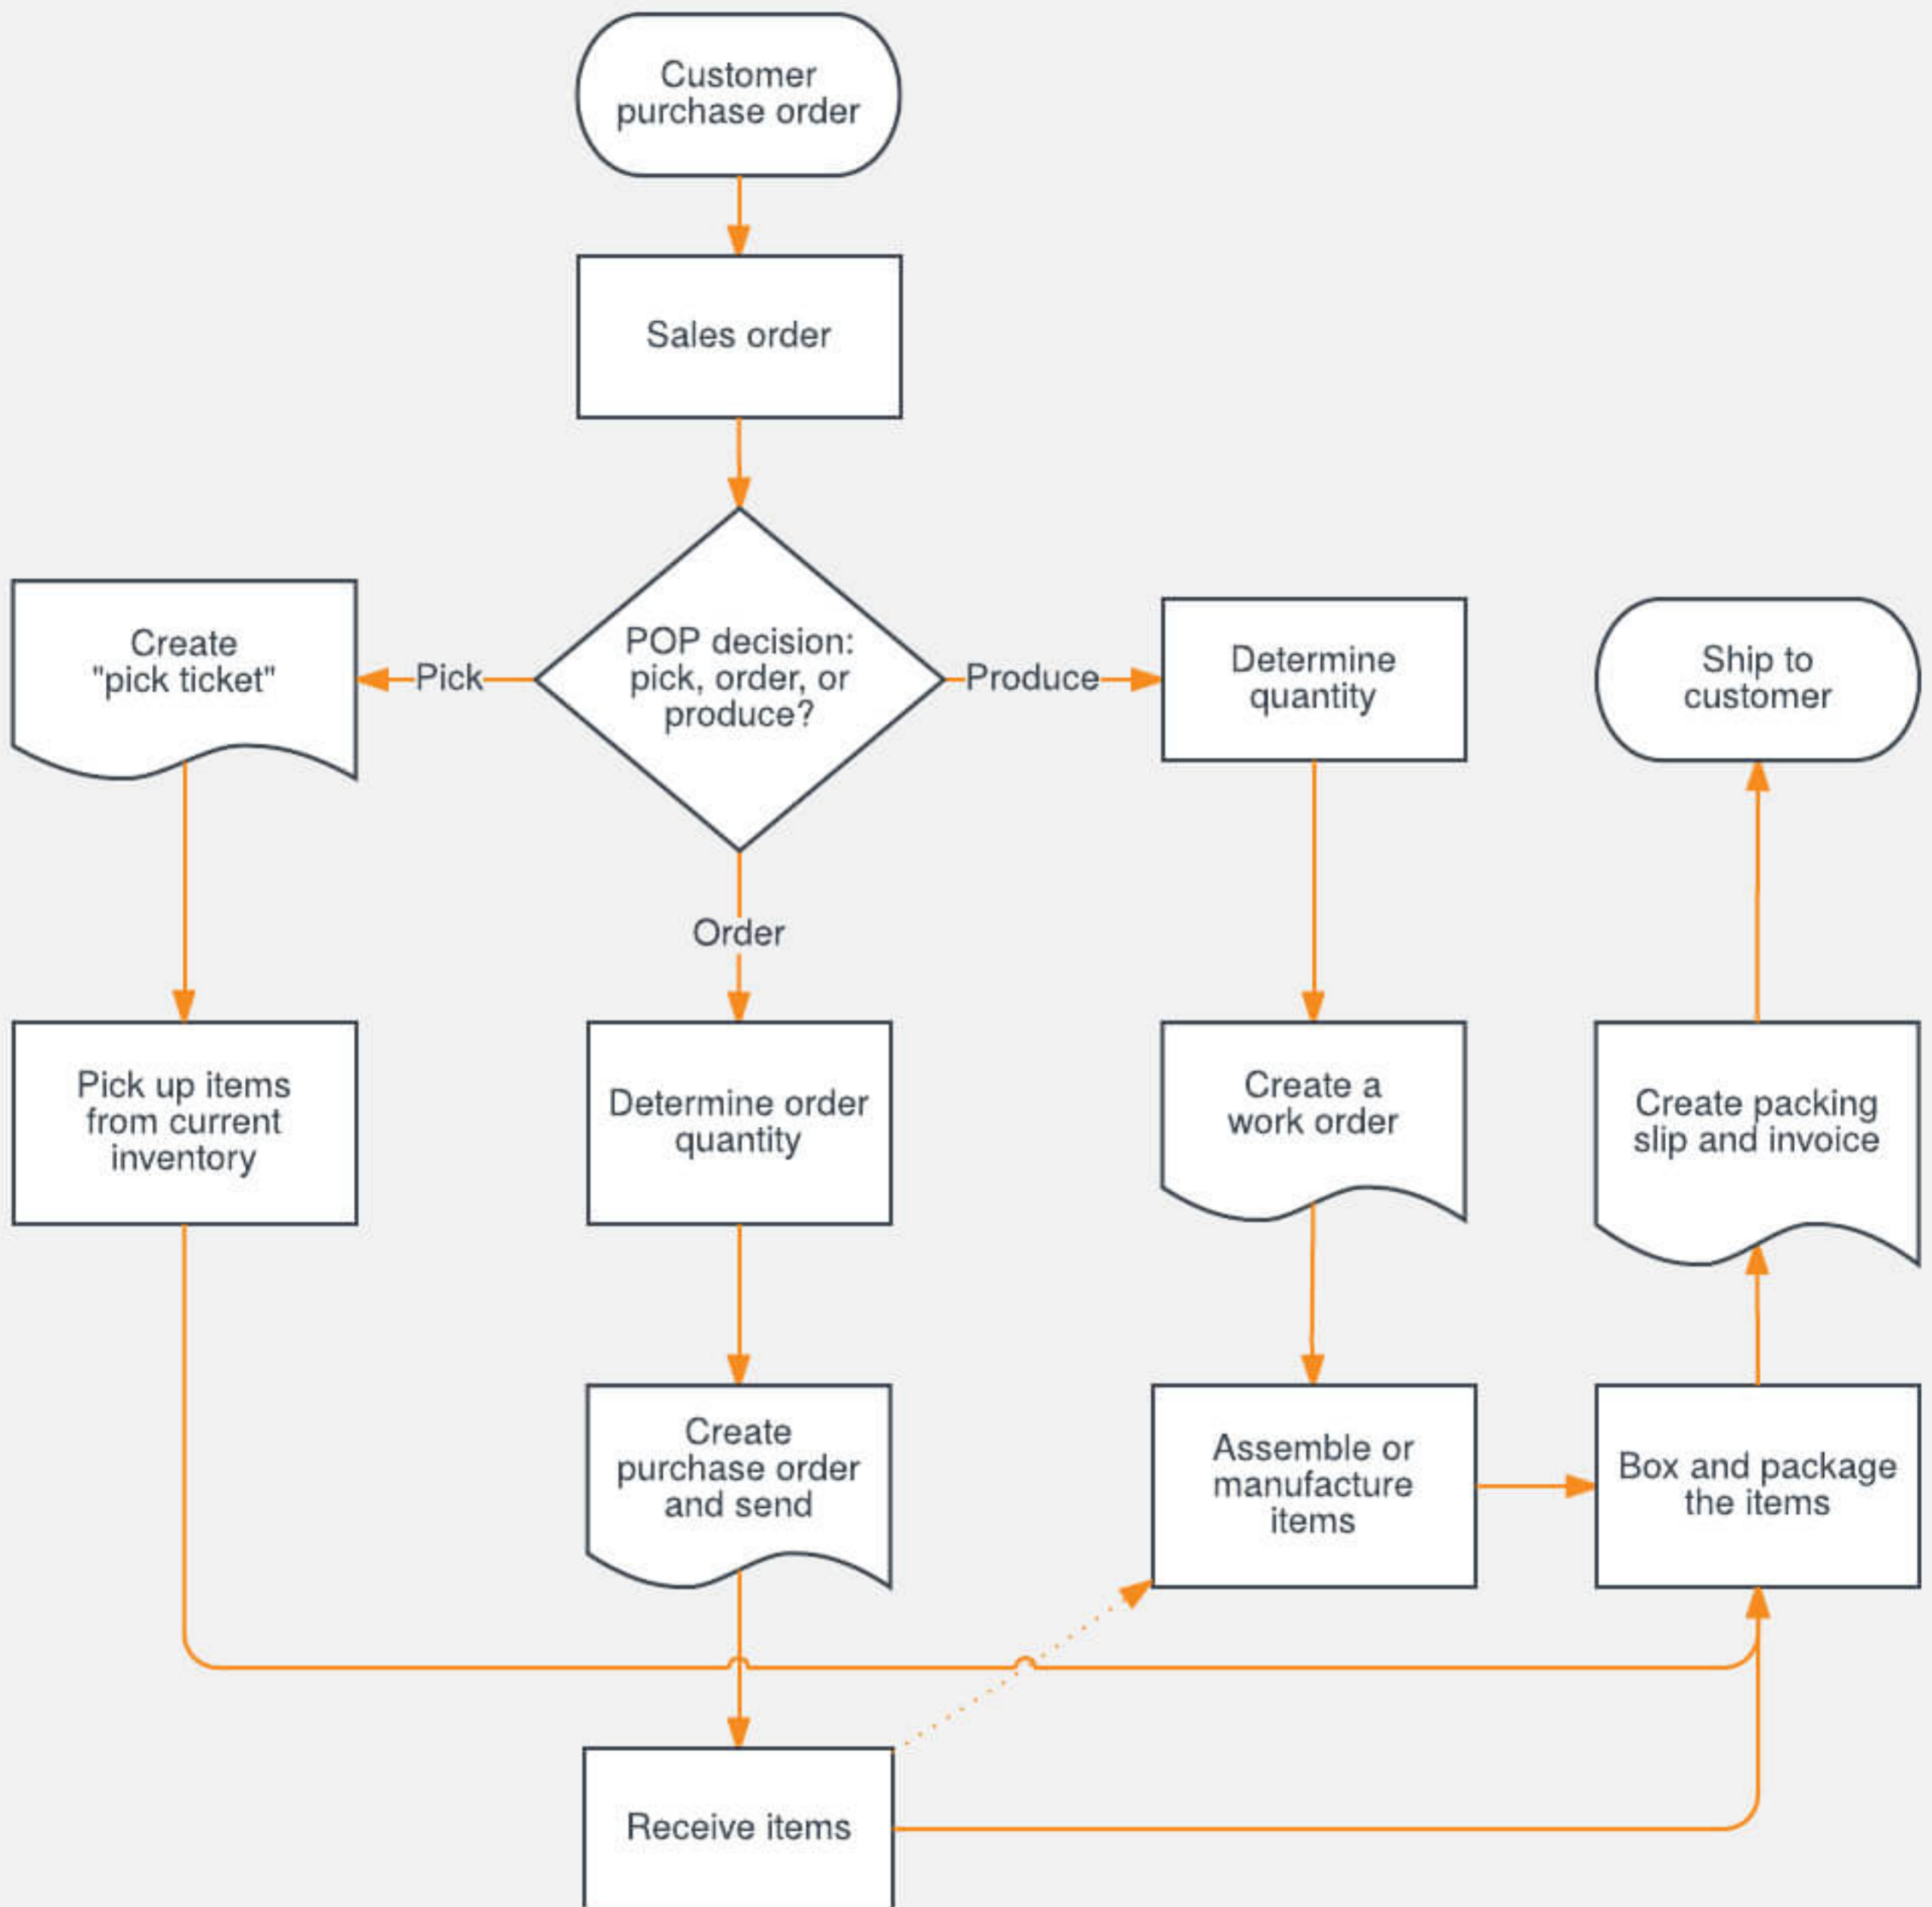 Customer
purchase order
Sales order
Create
"pick ticket"
Pick
POP decision:
pick, order, or
produce?
Produce
Determine
quantity
Ship to
customer
Order
Pick up items
from current
inventory
Determine order
quantity
Create a
work order
Create packing
slip and invoice
Create
purchase order
and send
Assemble or
manufacture
items
Box and package
the items
Receive items